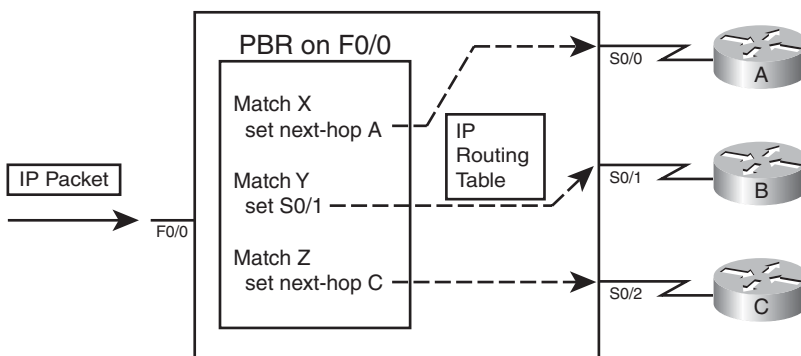 PBR on F0/0
Match X
set next-hop A
Match Y
set S0/1
Match Z
set next-hop C
IP Packet
F0/0
IP
Routing
Table
S0/0
A
S0/1
B
S0/2
C